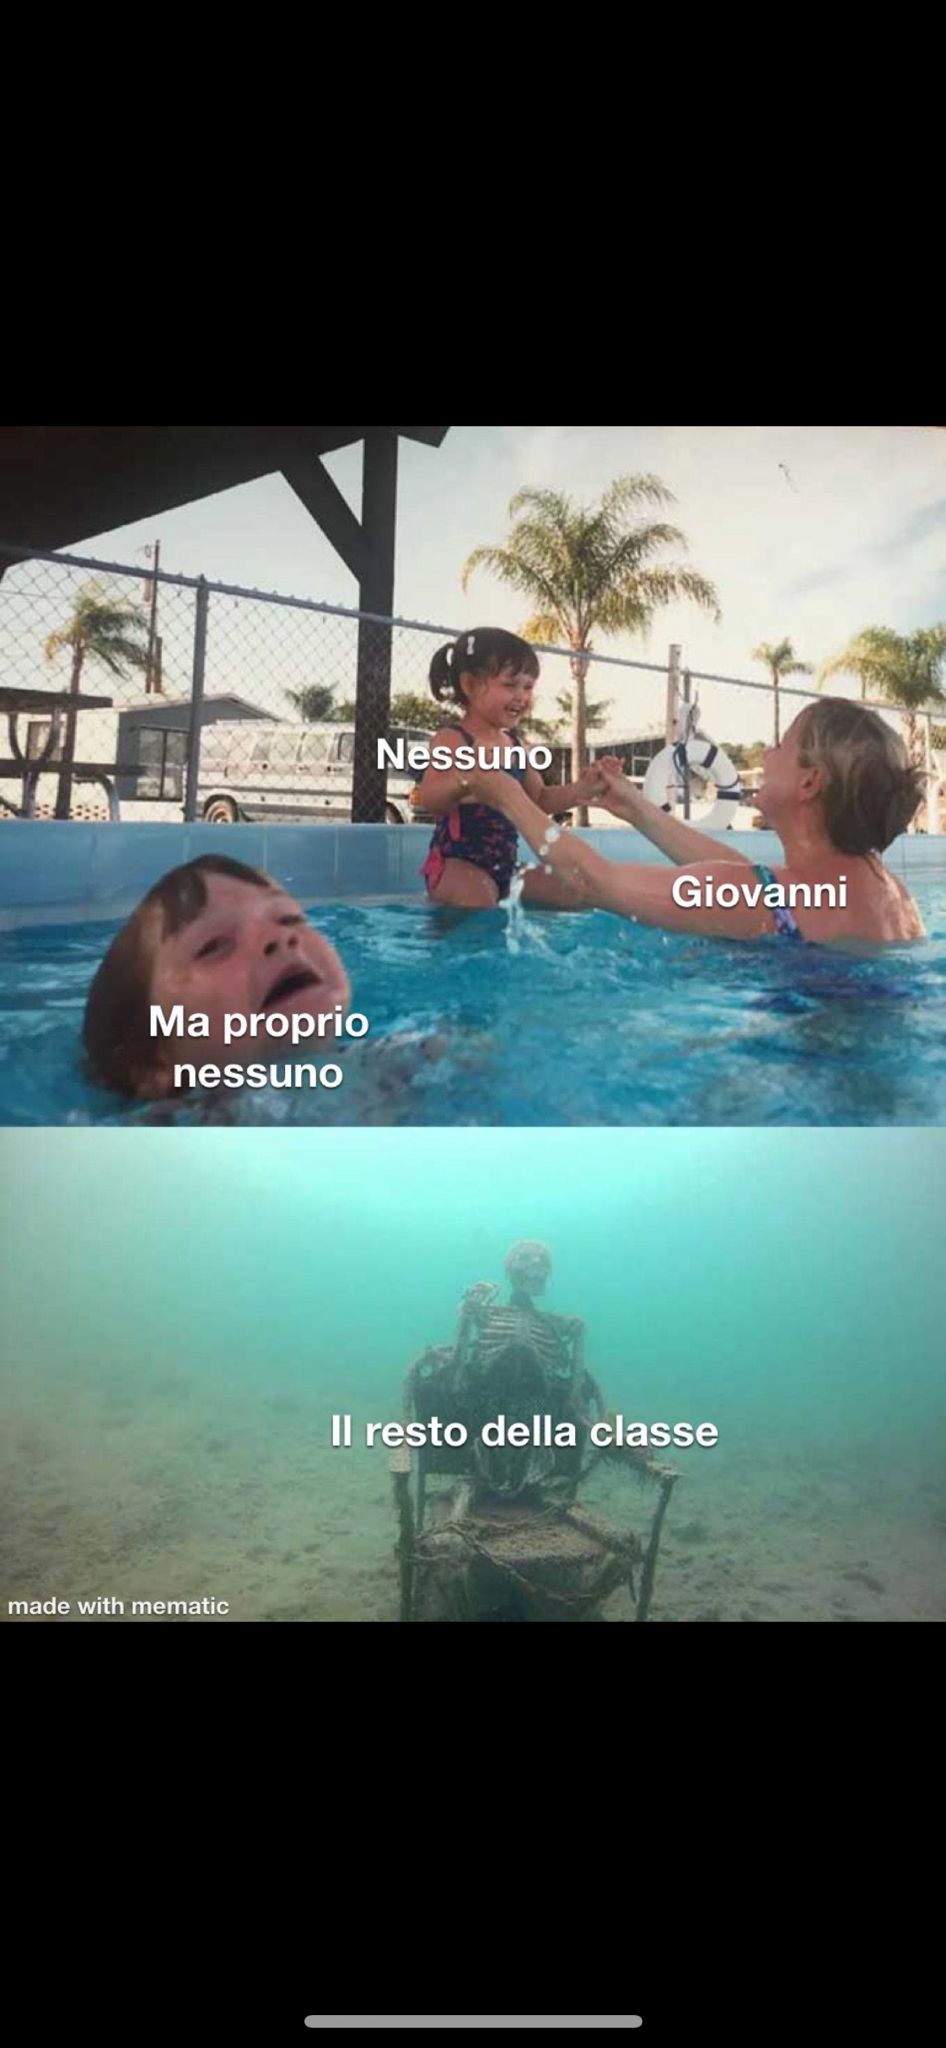 Nessuno
Giovanni
Ma proprio
nessuno
Il resto della classe
made with mematic